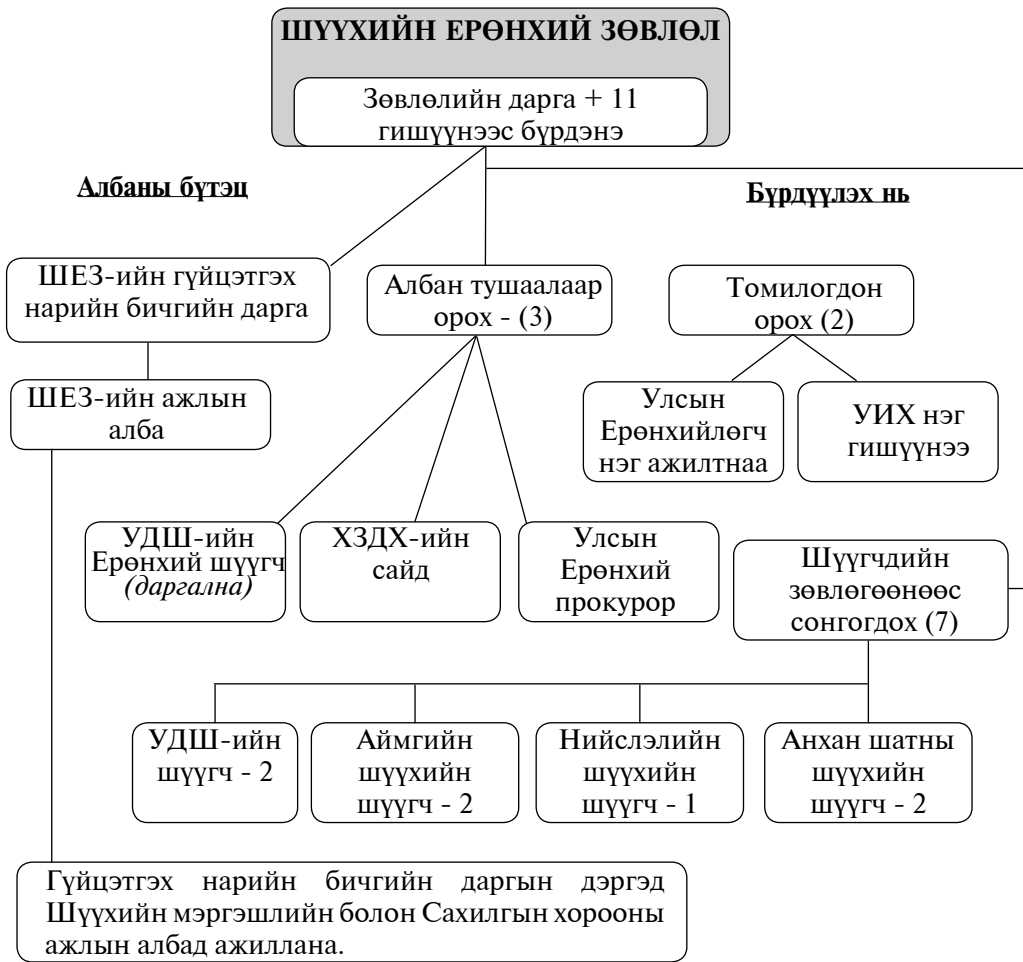 ШҮҮХИЙН ЕРӨНХИЙ ЗӨВЛӨЛ
Зөвлөлийн дарга + 11
гишүүнээс бүрдэнэ
Албаны бүтэц
Бүрдүүлэх нь
ШЕЗ-ийн гүйцэтгэх
нарийн бичгийн дарга
Албан тушаалаар
орох - (3)
Томилогдон
орох (2)
ШЕЗ-ийн ажлын
алба
Улсын
Ерөнхийлөгч
нэг ажилтнаа
УИХ нэг
гишүүнээ
УДШ-ийн
Ерөнхий шүүгч
(даргална)
ХЗДХ-ийн
сайд
Улсын
Ерөнхий
прокурор
Шүүгчдийн
зөвлөгөөнөөс
сонгогдох (7)
УДШ-ийн
шүүгч - 2
Аймгийн
шүүхийн
шүүгч - 2
Нийслэлийн
шүүхийн
шүүгч - 1
Анхан шатны
шүүхийн
шүүгч - 2
Гүйцэтгэх нарийн бичгийн даргын дэргэд
Шүүхийн мэргэшлийн болон Сахилгын хорооны
ажлын албад ажиллана.